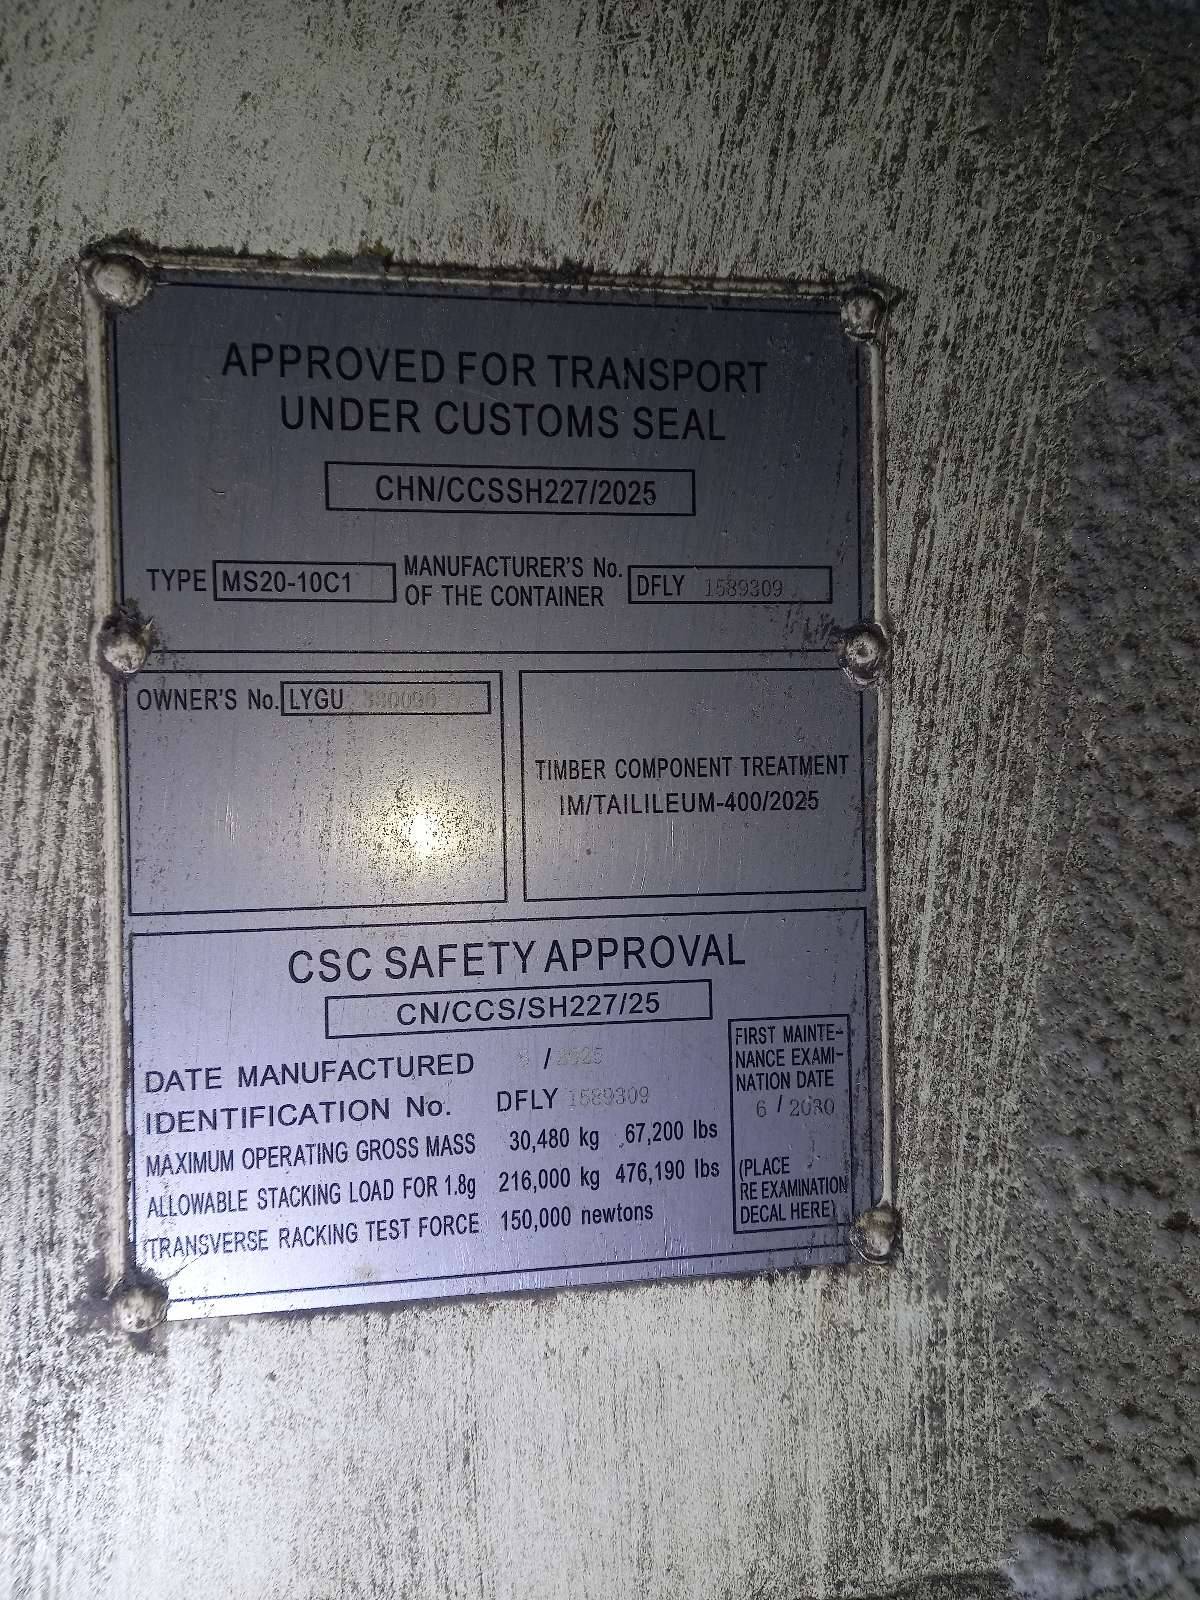 APPROVED FOR TRANSPORT
UNDER CUSTOMS SEAL
CHN/CCSSH227/2025
TYPE MS20-10C1 MANUFACTURER'S No. OF THE CONTAINER DFLY 1589309
OWNER'S No. LYGU
TIMBER COMPONENT TREATMENT
IM/TAILILEUM-400/2025
CSC SAFETY APPROVAL
CN/CCS/SH227/25
DATE MANUFACTURED /
IDENTIFICATION No. DFLY 1589309
MAXIMUM OPERATING GROSS MASS 30,480 kg 67,200 lbs
ALLOWABLE STACKING LOAD FOR 1.8g 216,000 kg 476,190 lbs
TRANSVERSE RACKING TEST FORCE 150,000 newtons
FIRST MAINTE-
NANCE EXAMI-
NATION DATE
6 / 2030
(PLACE
RE EXAMINATION
DECAL HERE)